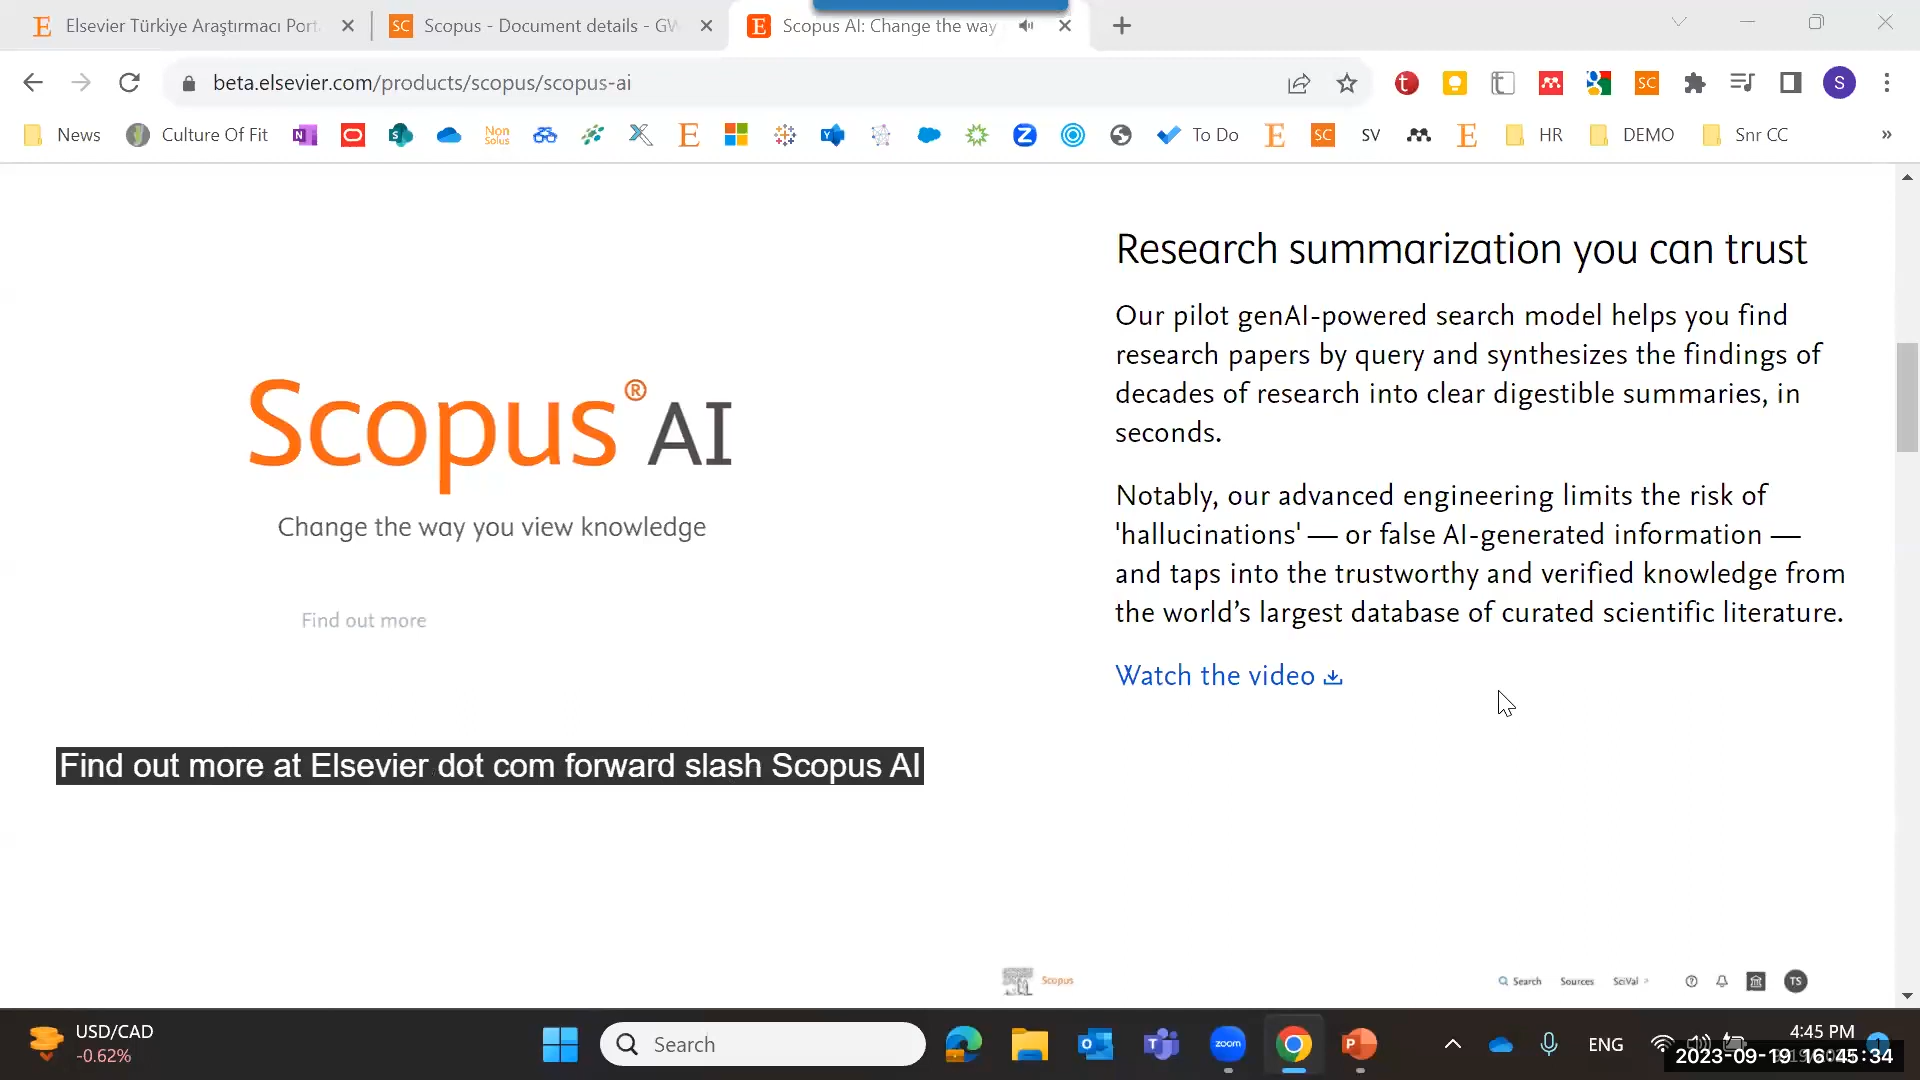 Elsevier Türkiye Araştırmacı Port
SC Scopus - Document details - GW
Scopus AI: Change the way
beta.elsevier.com/products/scopus/scopus-ai
SC
S
News
Culture Of Fit
Non Solus
To Do
SC
SV
HR
DEMO
Snr CC
»
Scopus® AI
Change the way you view knowledge
Find out more
Find out more at Elsevier dot com forward slash Scopus AI
Research summarization you can trust
Our pilot genAI-powered search model helps you find
research papers by query and synthesizes the findings of
decades of research into clear digestible summaries, in
seconds.
Notably, our advanced engineering limits the risk of
'hallucinations' — or false AI-generated information —
and taps into the trustworthy and verified knowledge from
the world’s largest database of curated scientific literature.
Watch the video
Scopus
Search
Sources
SciVal
TS
USD/CAD
-0.62%
Search
zoom
ENG
4:45 PM
2023-09-19 16:45:34